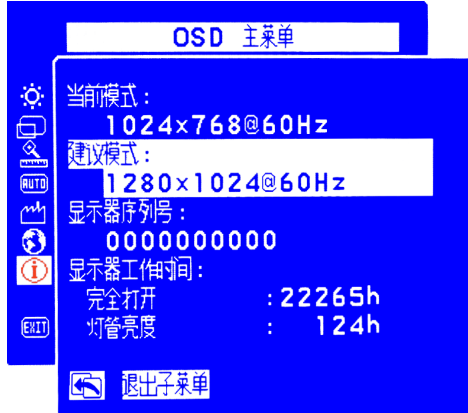 OSD 主菜单
当前模式：
1024x768@60Hz
建议模式：
1280x1024@60Hz
显示器序列号：
0000000000
显示器工作时间：
完全打开 :22265h
AUTO
灯管亮度 : 124h
EXIT
退出子菜单